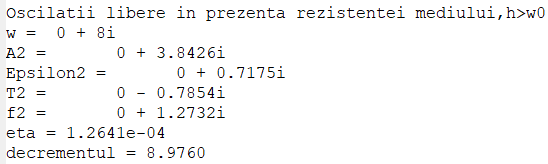 Oscilatii libere in prezenta rezistentei mediului,h>w0
w =  0 + 8i
A2 =        0 + 3.8426i
Epsilon2 =        0 + 0.7175i
T2 =        0 - 0.7854i
f2 =        0 + 1.2732i
eta = 1.2641e-04
decrementul = 8.9760